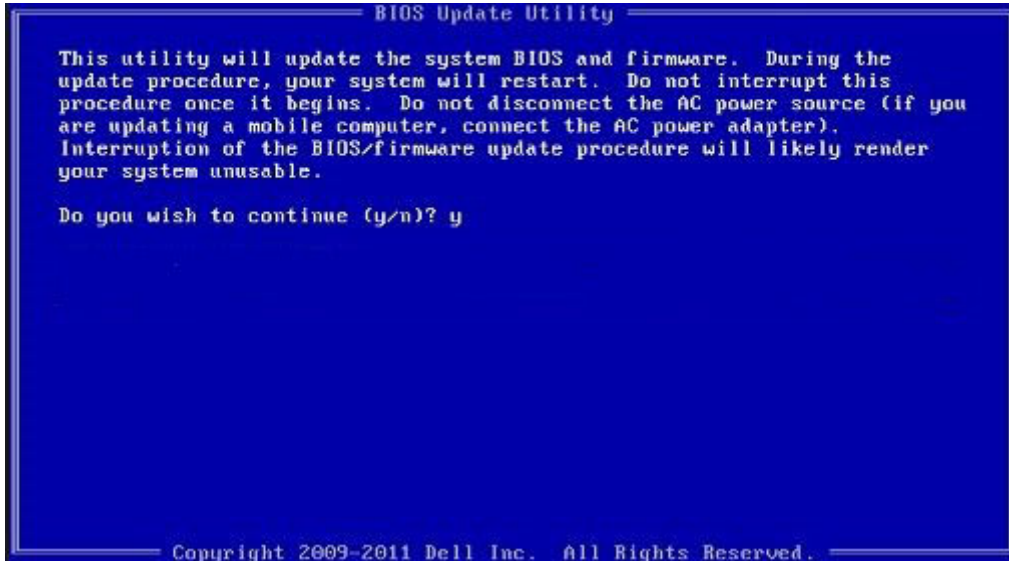 BIOS Update Utility
This utility will update the system BIOS and firmware.  During the
update procedure, your system will restart.  Do not interrupt this
procedure once it begins.  Do not disconnect the AC power source (if you
are updating a mobile computer, connect the AC power adapter).
Interruption of the BIOS/firmware update procedure will likely render
your system unusable.
Do you wish to continue (y/n)? y
Copyright 2009-2011 Dell Inc.  All Rights Reserved.